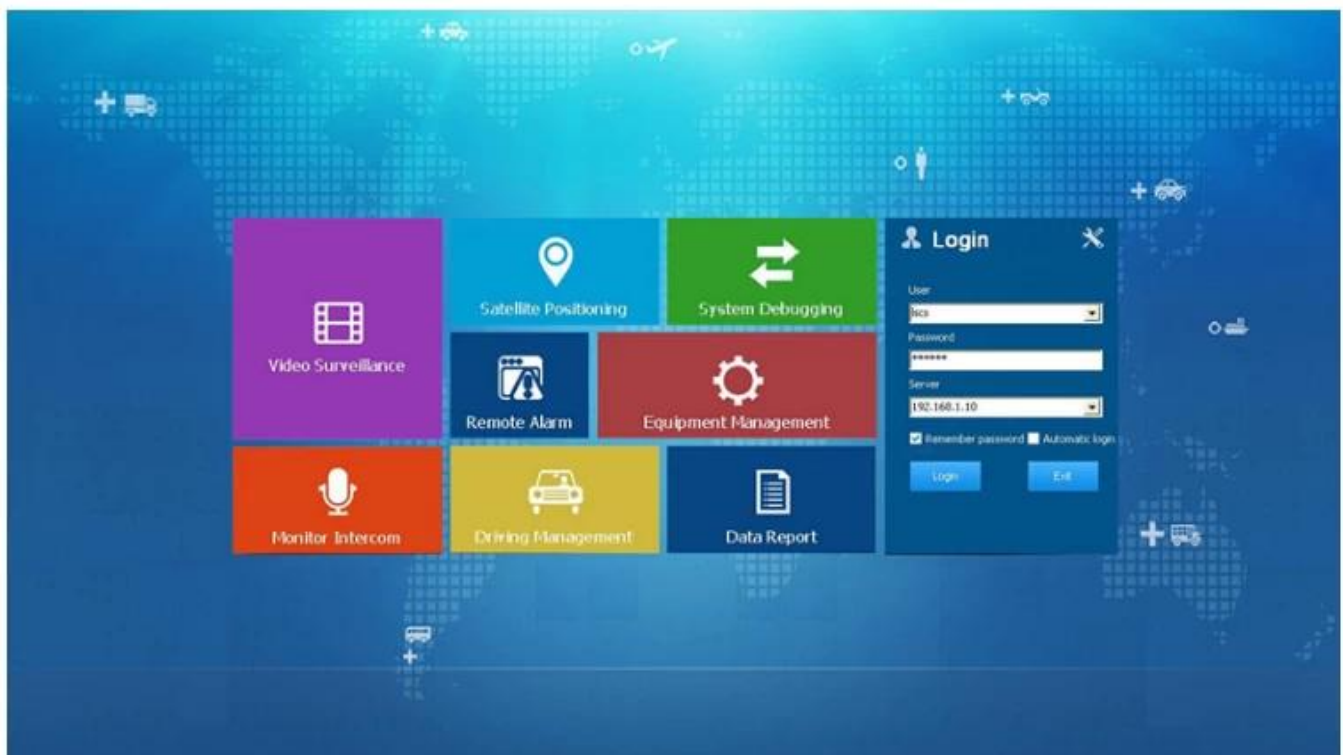 Satellite Positioning
System Debugging
Video Surveillance
Remote Alarm
Equipment Management
Monitor Intercom
Driving Management
Data Report
Login
User
Password
******
Server
192.168.1.10
Remember password
Automatic login
Login
Exit